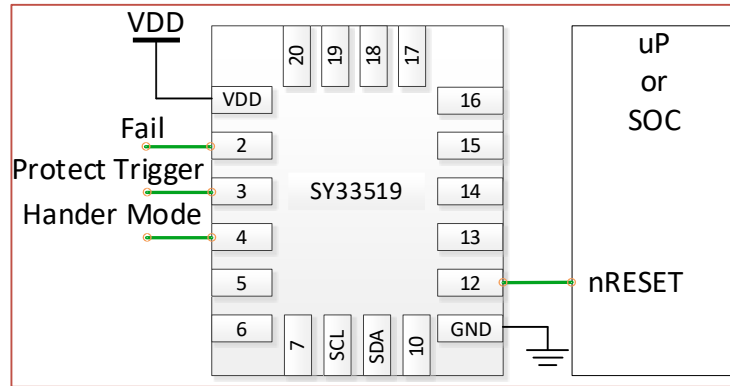 VDD
20
19
18
17
uP
or
SOC
VDD
16
Fail
2
15
Protect Trigger
3
SY33519
14
Hander Mode
4
13
5
12
nRESET
6
7
SCL
SDA
10
GND